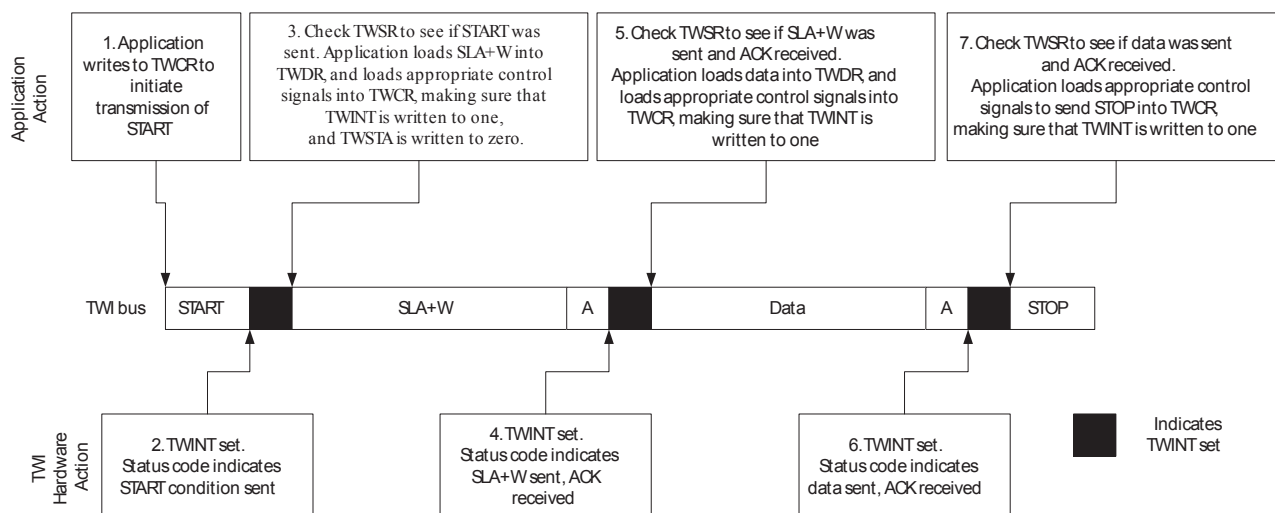 Application
Action
1. Application
writes to TWCR to
initiate
transmission of
START
3. Check TWSR to see if START was
sent. Application loads SLA+W into
TWDR, and loads appropriate control
signals into TWCR, making sure that
TWINT is written to one,
and TWSTA is written to zero.
5. Check TWSR to see if SLA+W was
sent and ACK received.
Application loads data into TWDR, and
loads appropriate control signals into
TWCR, making sure that TWINT is
written to one
7. Check TWSR to see if data was sent
and ACK received.
Application loads appropriate control
signals to send STOP into TWCR,
making sure that TWINT is written to one
TWI bus
START
SLA+W
A
Data
A
STOP
TWI
Hardware
Action
2. TWINT set.
Status code indicates
START condition sent
4. TWINT set.
Status code indicates
SLA+W sent, ACK
received
6. TWINT set.
Status code indicates
data sent, ACK received
Indicates
TWINT set